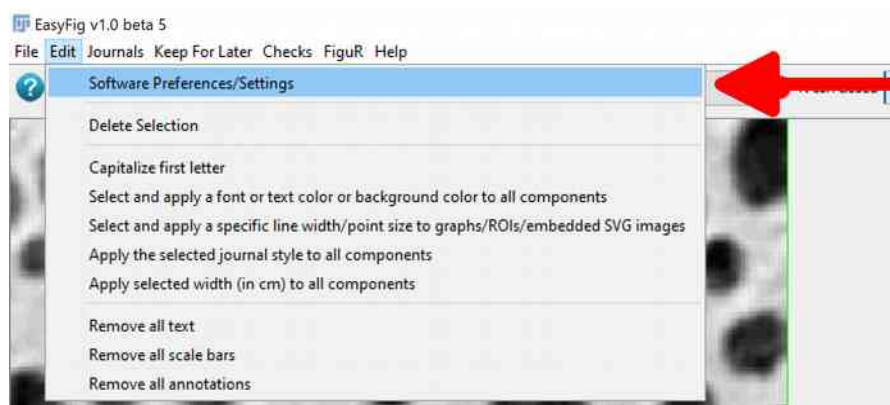 EasyFig v1.0 beta 5
File Edit Journals Keep For Later Checks FiguR Help
Software Preferences/Settings
Delete Selection
Capitalize first letter
Select and apply a font or text color or background color to all components
Select and apply a specific line width/point size to graphs/ROIs/embedded SVG images
Apply the selected journal style to all components
Apply selected width (in cm) to all components
Remove all text
Remove all scale bars
Remove all annotations